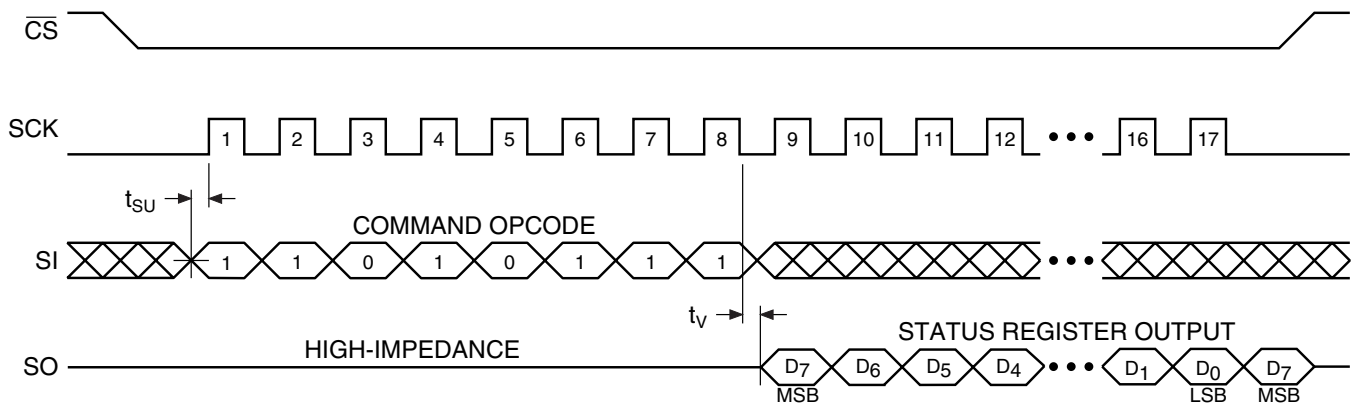 CS
SCK 1 2 3 4 5 6 7 8 9 10 11 12 ••• 16 17
tSU
COMMAND OPCODE
SI 1 1 0 1 0 1 1 1 •••
tV
HIGH-IMPEDANCE
STATUS REGISTER OUTPUT
SO D7 D6 D5 D4 ••• D1 D0 D7
MSB LSB MSB